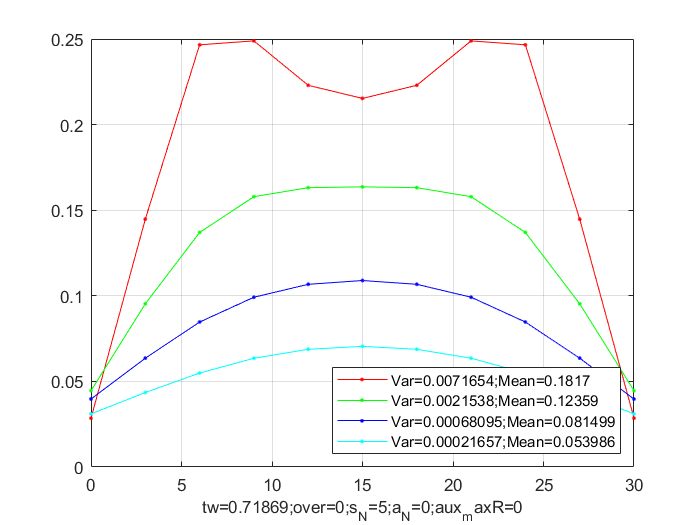 0.25
0.2
0.15
0.1
0.05
0
0 5 10 15 20 25 30
Var=0.0071654;Mean=0.1817
Var=0.0021538;Mean=0.12359
Var=0.00068095;Mean=0.081499
Var=0.00021657;Mean=0.053986
tw=0.71869;over=0;s_N=5;a_N=0;aux_maxR=0